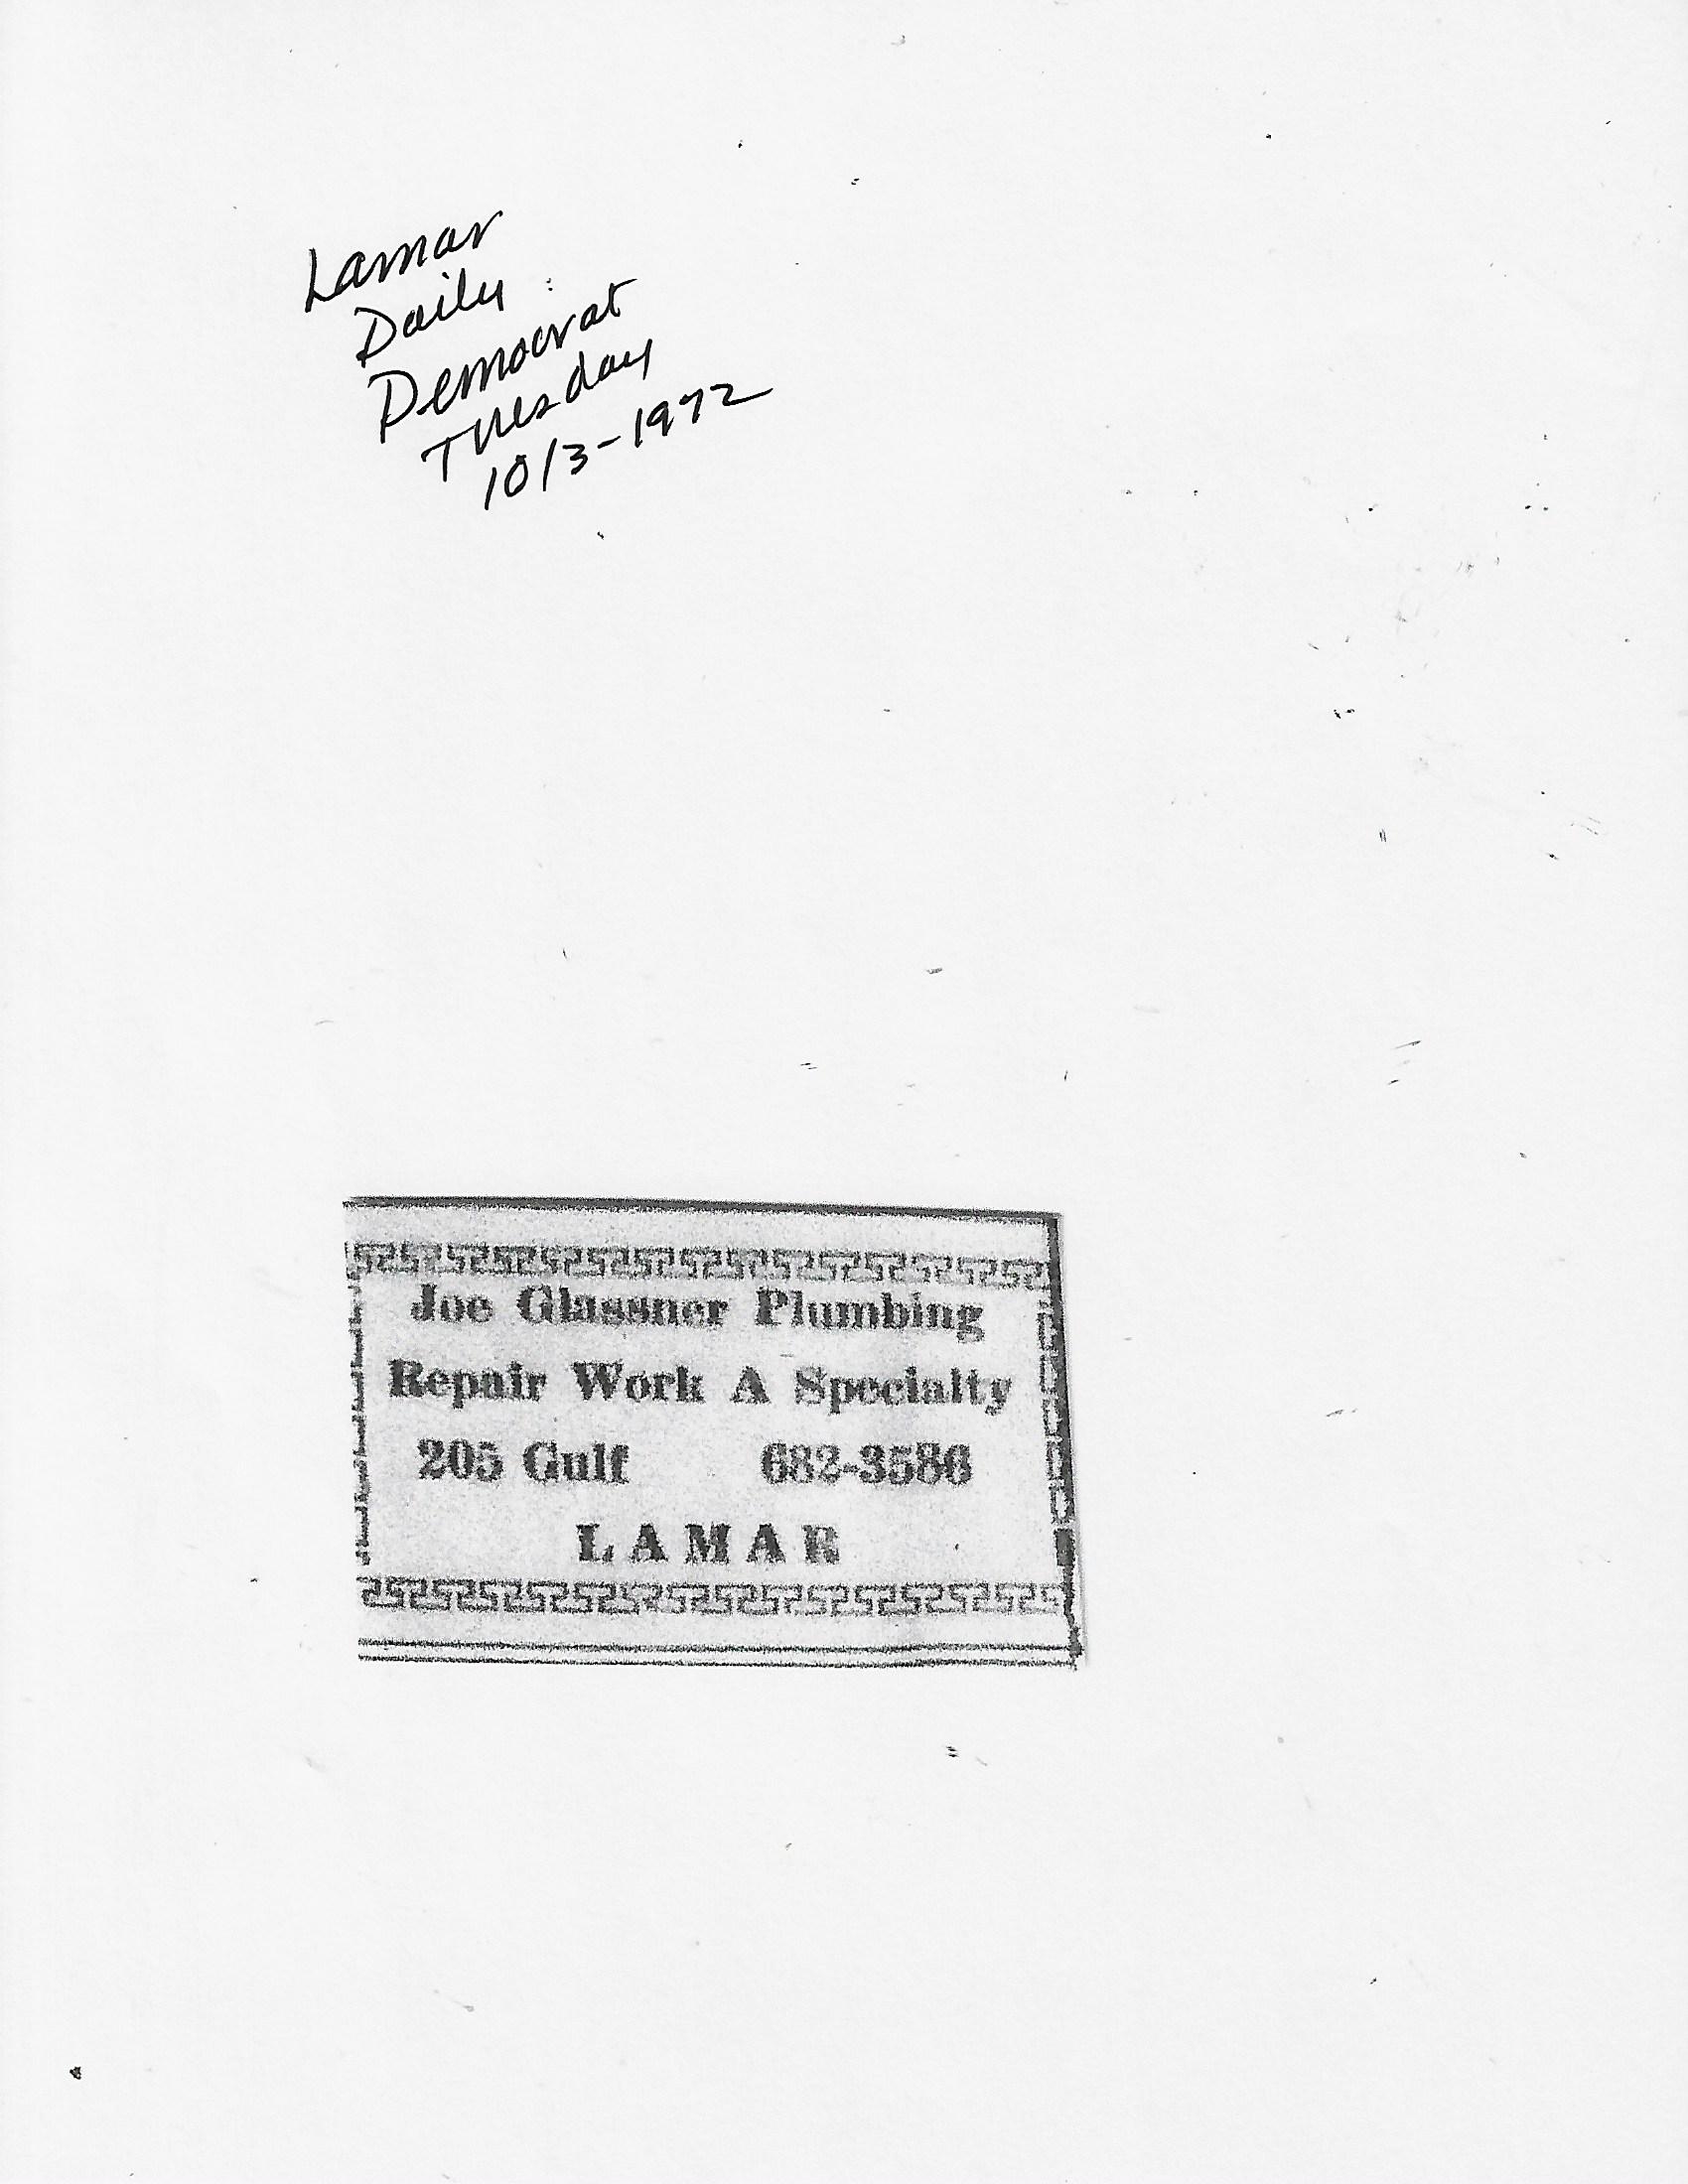 Lamar
Daily
Democrat
Tuesday
10/3-1972
Joe Glassner Plumbing
Repair Work A Specialty
205 Gulf 682-3586
LAMAR